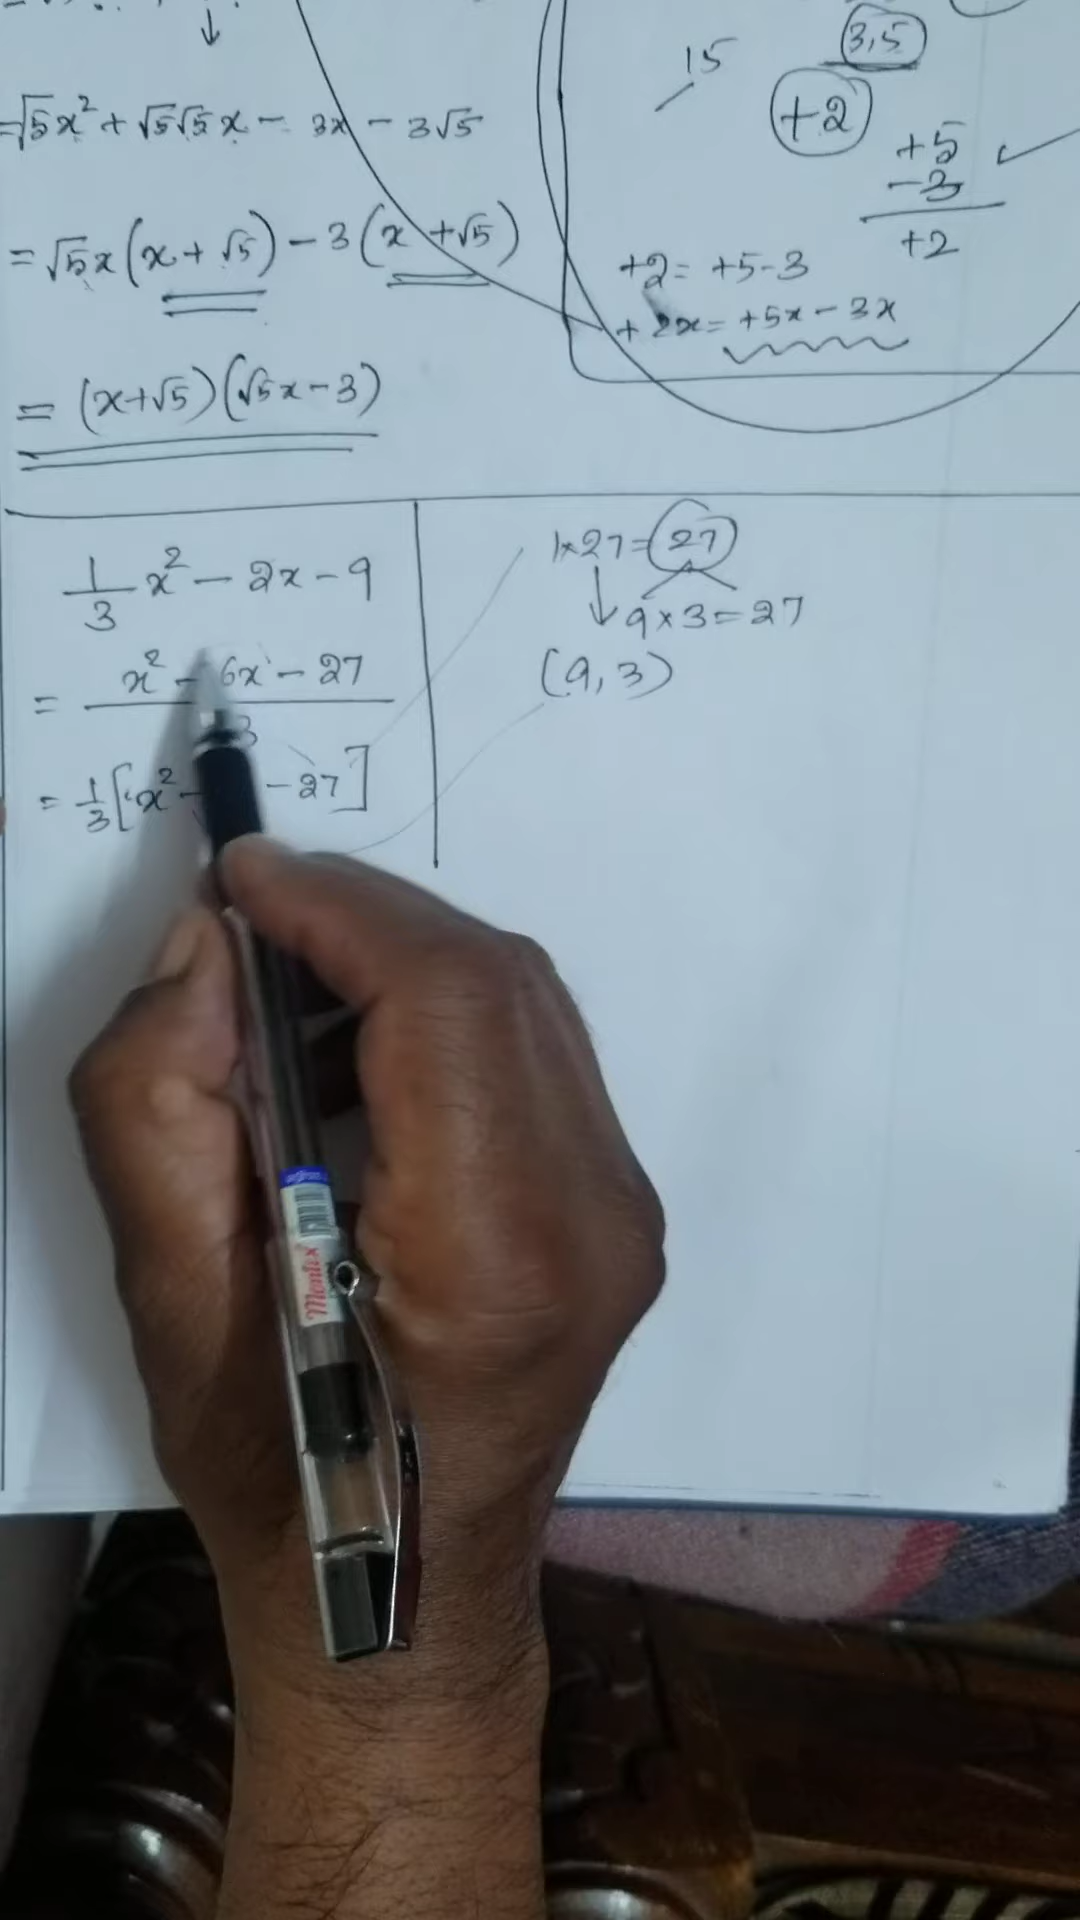 =√5x² + √5√5x - 3x - 3√5
= √5x(x + √5) - 3(x + √5)
= (x+√5)(√5x-3)
15
3,5
+2
+5
-3
+2
+2= +5-3
+2x= +5x-3x
1/3 x² - 2x - 9
= x² - 6x - 27
3
= 1/3[x² - - 27]
1×27=27
9×3=27
(9,3)
Montex